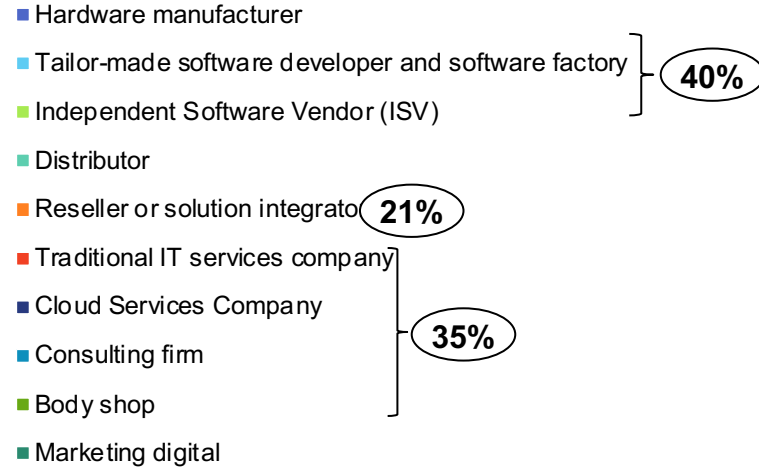 Hardware manufacturer
Tailor-made software developer and software factory
40%
Independent Software Vendor (ISV)
Distributor
Reseller or solution integrato 21%
Traditional IT services company
Cloud Services Company
35%
Consulting firm
Body shop
Marketing digital